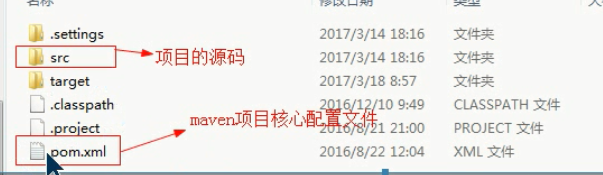 名称 修改日期 类型
.settings 2017/3/14 18:16 文件夹
src 2017/3/14 18:16 文件夹
项目的源码
target 2017/3/18 8:57 文件夹
.classpath 2016/12/10 9:49 CLASSPATH 文件
maven项目核心配置文件
.project 2016/8/21 21:00 PROJECT 文件
pom.xml 2016/8/22 12:04 XML 文件